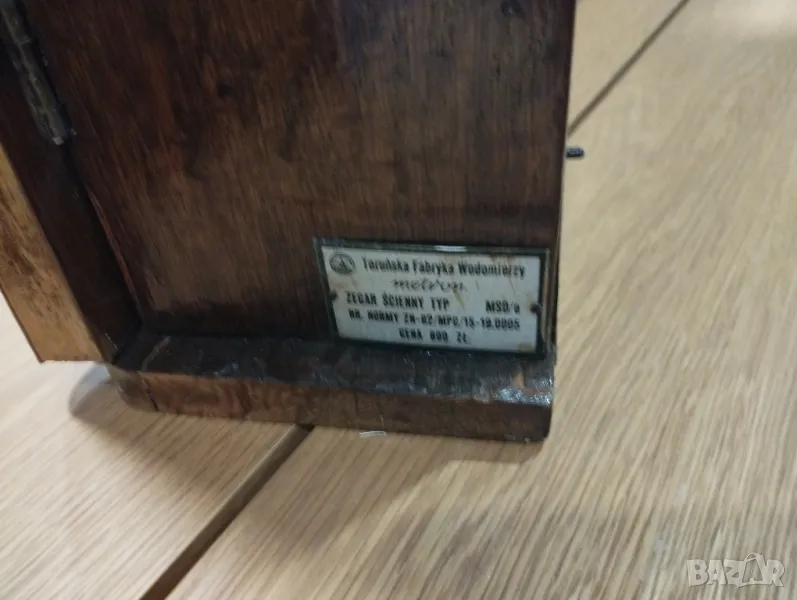 Toruńska Fabryka Wodomierzy
metron
ZEGAR ŚCIENNY TYP MSD/a
NR. NORMY ZN-62/MPC/15-19.0005
CENA 800 ZŁ.
BAZAR